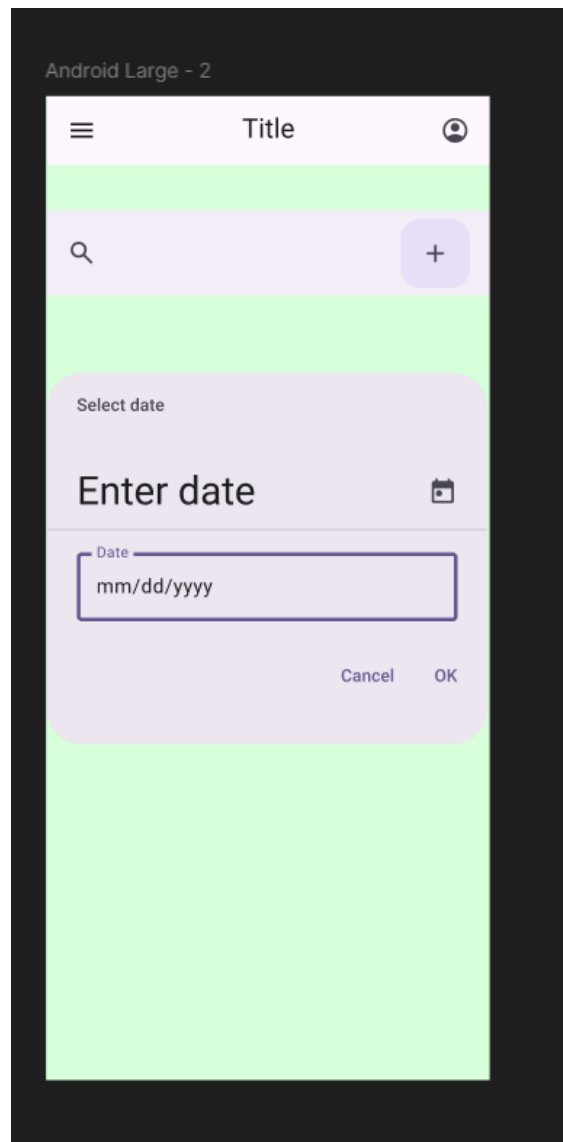 Android Large - 2
Title
Select date
Enter date
Date
mm/dd/yyyy
Cancel OK